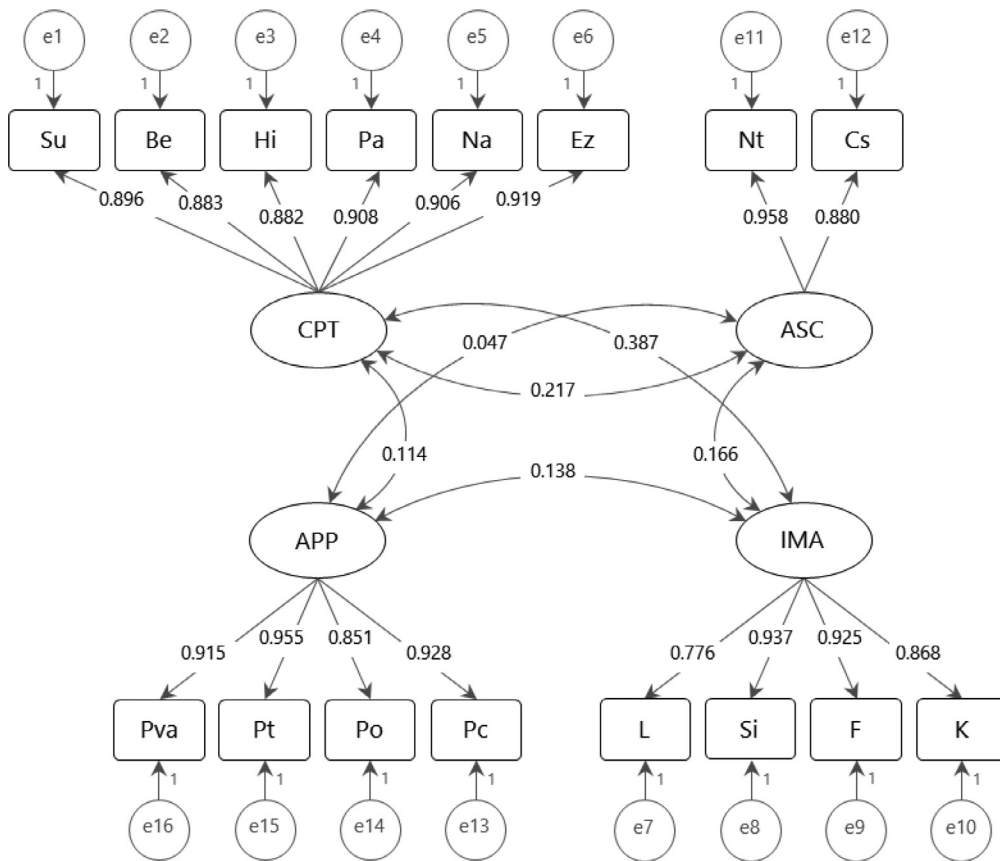 e1 e2 e3 e4 e5 e6 e11 e12
1 1 1 1 1 1 1 1
Su Be Hi Pa Na Ez Nt Cs
0.896 0.883 0.882 0.908 0.906 0.919 0.958 0.880
CPT ASC
0.047 0.387
0.217
0.114 0.166
0.138
APP IMA
0.915 0.955 0.851 0.928 0.776 0.937 0.925 0.868
Pva Pt Po Pc L Si F K
1 1 1 1 1 1 1 1
e16 e15 e14 e13 e7 e8 e9 e10